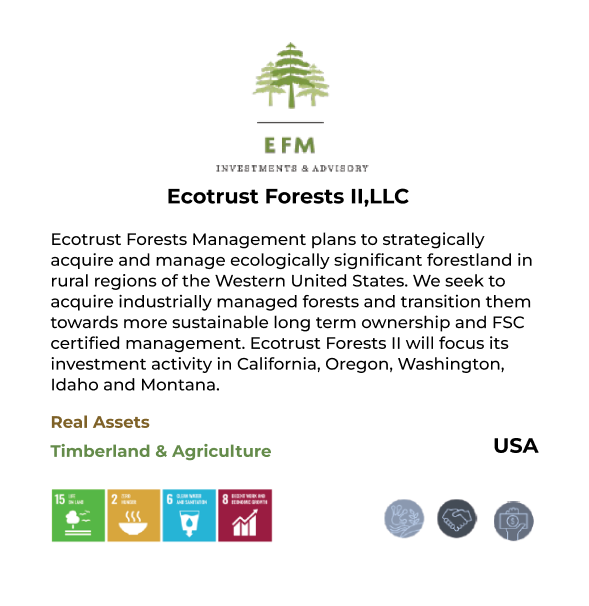 EFM
INVESTMENTS & ADVISORY
Ecotrust Forests II,LLC
Ecotrust Forests Management plans to strategically
acquire and manage ecologically significant forestland in
rural regions of the Western United States. We seek to
acquire industrially managed forests and transition them
towards more sustainable long term ownership and FSC
certified management. Ecotrust Forests II will focus its
investment activity in California, Oregon, Washington,
Idaho and Montana.
Real Assets
Timberland & Agriculture
USA
15 LIFE
ON LAND
2 ZERO
HUNGER
6 CLEAN WATER
AND SANITATION
8 DECENT WORK AND
ECONOMIC GROWTH
$